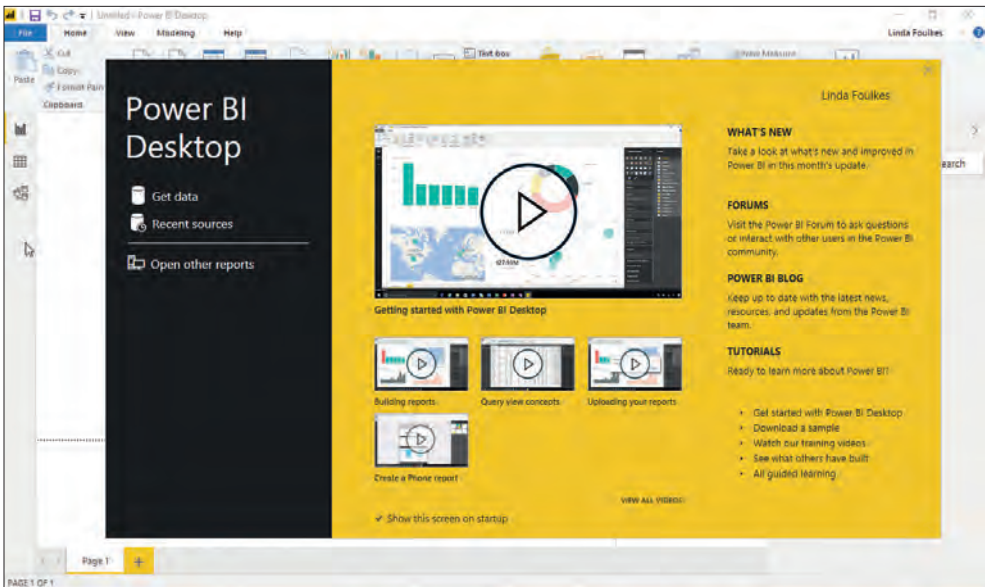 Untitled - Power BI Desktop
File Home View Modeling Help Linda Foulkes
Paste
Cut
Copy
Format Pain
Clipboard
Text box
New Measure
earch
Power BI
Desktop
Get data
Recent sources
Open other reports
Getting started with Power BI Desktop
Building reports
Query view concepts
Uploading your reports
Create a Phone report
VIEW ALL VIDEOS
✔ Show this screen on startup
Linda Foulkes
WHAT'S NEW
Take a look at what's new and improved in
Power BI in this month's update.
FORUMS
Visit the Power BI Forum to ask questions
or interact with other users in the Power BI
community.
POWER BI BLOG
Keep up to date with the latest news,
resources, and updates from the Power BI
team.
TUTORIALS
Ready to learn more about Power BI?
• Get started with Power BI Desktop
• Download a sample
• Watch our training videos
• See what others have built
• All guided learning
Page 1
PAGE 1 OF 1